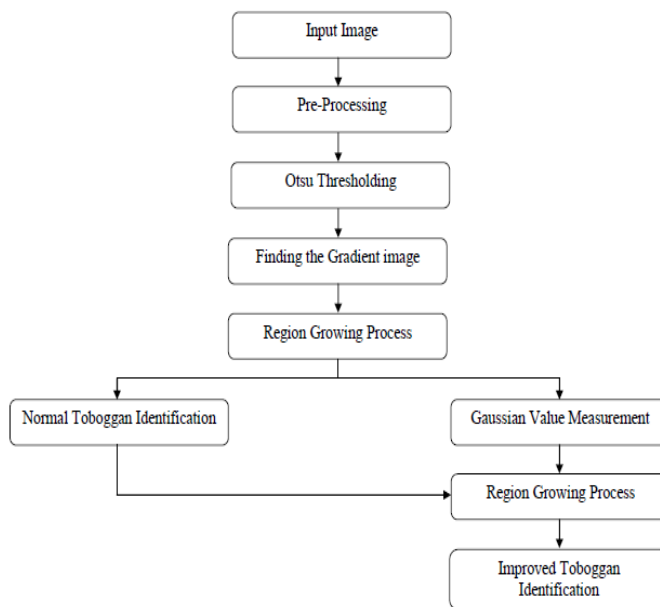 Input Image
Pre-Processing
Otsu Thresholding
Finding the Gradient image
Region Growing Process
Normal Toboggan Identification
Gaussian Value Measurement
Region Growing Process
Improved Toboggan
Identification